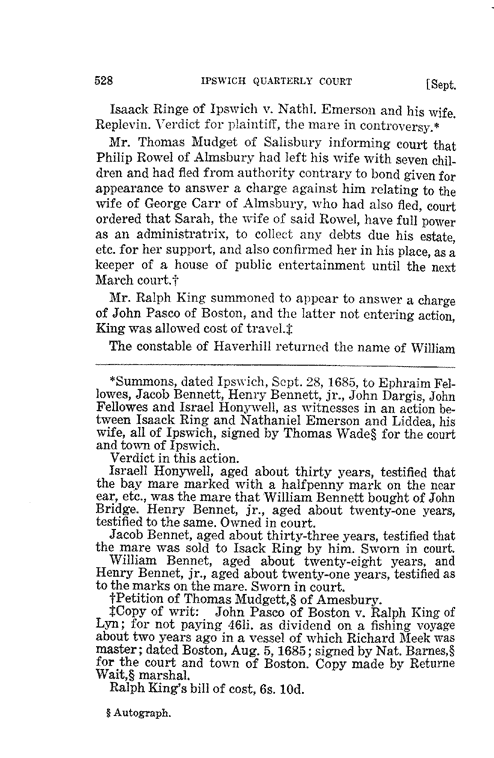 528 IPSWICH QUARTERLY COURT [Sept.
Isaack Ringe of Ipswich v. Nathl. Emerson and his wife.
Replevin. Verdict for plaintiff, the mare in controversy.*
Mr. Thomas Mudget of Salisbury informing court that
Philip Rowel of Almsbury had left his wife with seven chil-
dren and had fled from authority contrary to bond given for
appearance to answer a charge against him relating to the
wife of George Carr of Almsbury, who had also fled, court
ordered that Sarah, the wife of said Rowel, have full power
as an administratrix, to collect any debts due his estate,
etc. for her support, and also confirmed her in his place, as a
keeper of a house of public entertainment until the next
March court.†
Mr. Ralph King summoned to appear to answer a charge
of John Pasco of Boston, and the latter not entering action,
King was allowed cost of travel.‡
The constable of Haverhill returned the name of William
*Summons, dated Ipswich, Sept. 28, 1685, to Ephraim Fel-
lowes, Jacob Bennett, Henry Bennett, jr., John Dargis, John
Fellowes and Israel Honywell, as witnesses in an action be-
tween Isaack Ring and Nathaniel Emerson and Liddea, his
wife, all of Ipswich, signed by Thomas Wade§ for the court
and town of Ipswich.
Verdict in this action.
Israell Honywell, aged about thirty years, testified that
the bay mare marked with a halfpenny mark on the near
ear, etc., was the mare that William Bennett bought of John
Bridge. Henry Bennet, jr., aged about twenty-one years,
testified to the same. Owned in court.
Jacob Bennet, aged about thirty-three years, testified that
the mare was sold to Isack Ring by him. Sworn in court.
William Bennet, aged about twenty-eight years, and
Henry Bennet, jr., aged about twenty-one years, testified as
to the marks on the mare. Sworn in court.
†Petition of Thomas Mudgett,§ of Amesbury.
‡Copy of writ: John Pasco of Boston v. Ralph King of
Lyn; for not paying 46li. as dividend on a fishing voyage
about two years ago in a vessel of which Richard Meek was
master; dated Boston, Aug. 5, 1685; signed by Nat. Barnes,§
for the court and town of Boston. Copy made by Returne
Wait,§ marshal.
Ralph King's bill of cost, 6s. 10d.
§ Autograph.